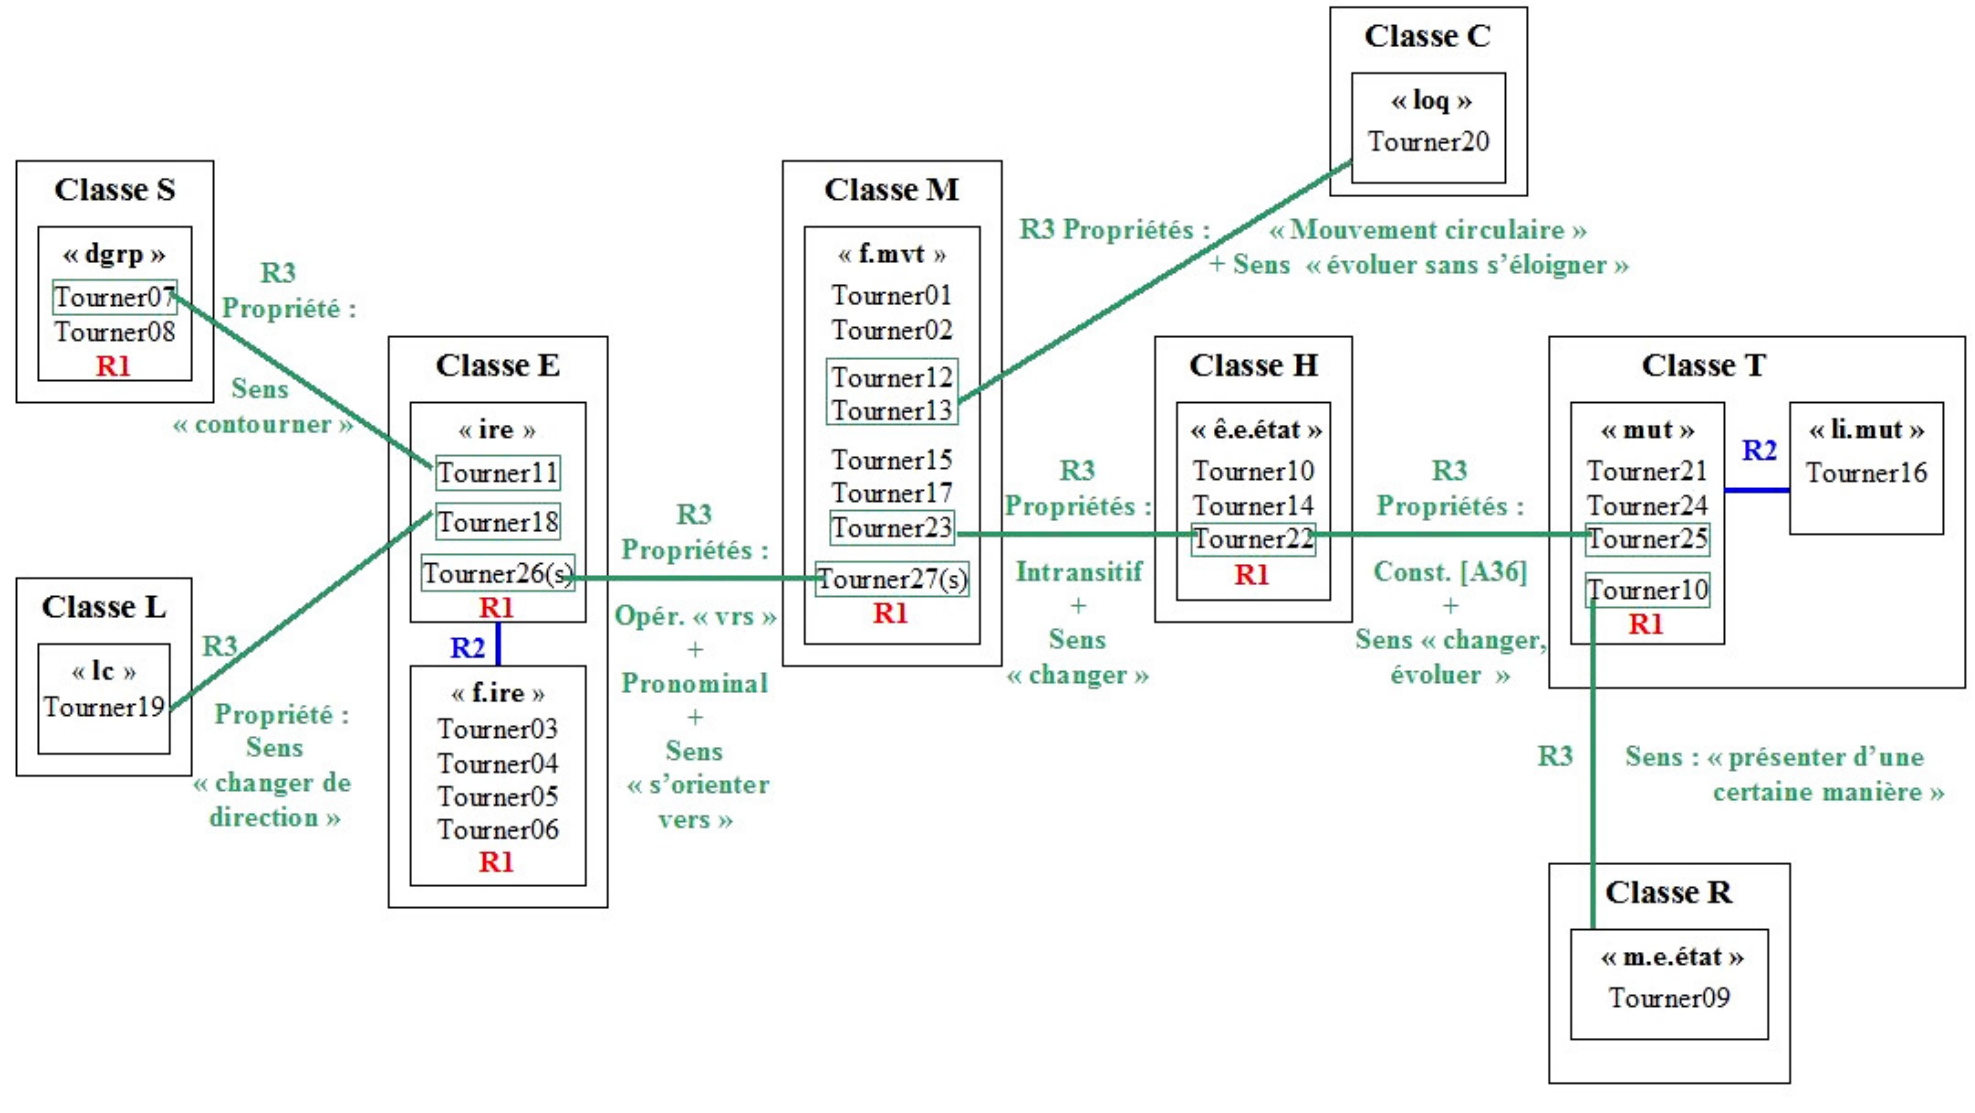 Classe S
« dgrp »
Tourner07
Tourner08
R1
R3
Propriété :
Sens
« contourner »
Classe L
« lc »
Tourner19
R3
Propriété :
Sens
« changer de
direction »
Classe E
« ire »
Tourner11
Tourner18
Tourner26(s)
R1
R2
« f.ire »
Tourner03
Tourner04
Tourner05
Tourner06
R1
R3
Propriétés :
Opér. « vrs »
+
Pronominal
+
Sens
« s’orienter
vers »
Classe M
« f.mvt »
Tourner01
Tourner02
Tourner12
Tourner13
Tourner15
Tourner17
Tourner23
Tourner27(s)
R1
Classe C
« loq »
Tourner20
R3 Propriétés : « Mouvement circulaire »
+ Sens « évoluer sans s’éloigner »
R3
Propriétés :
Intransitif
+
Sens
« changer »
Classe H
« ê.e.état »
Tourner10
Tourner14
Tourner22
R1
R3
Propriétés :
Const. [A36]
+
Sens « changer,
évoluer »
Classe T
« mut »
Tourner21
Tourner24
Tourner25
Tourner10
R1
R2
« li.mut »
Tourner16
R3
Sens : « présenter d’une
certaine manière »
Classe R
« m.e.état »
Tourner09